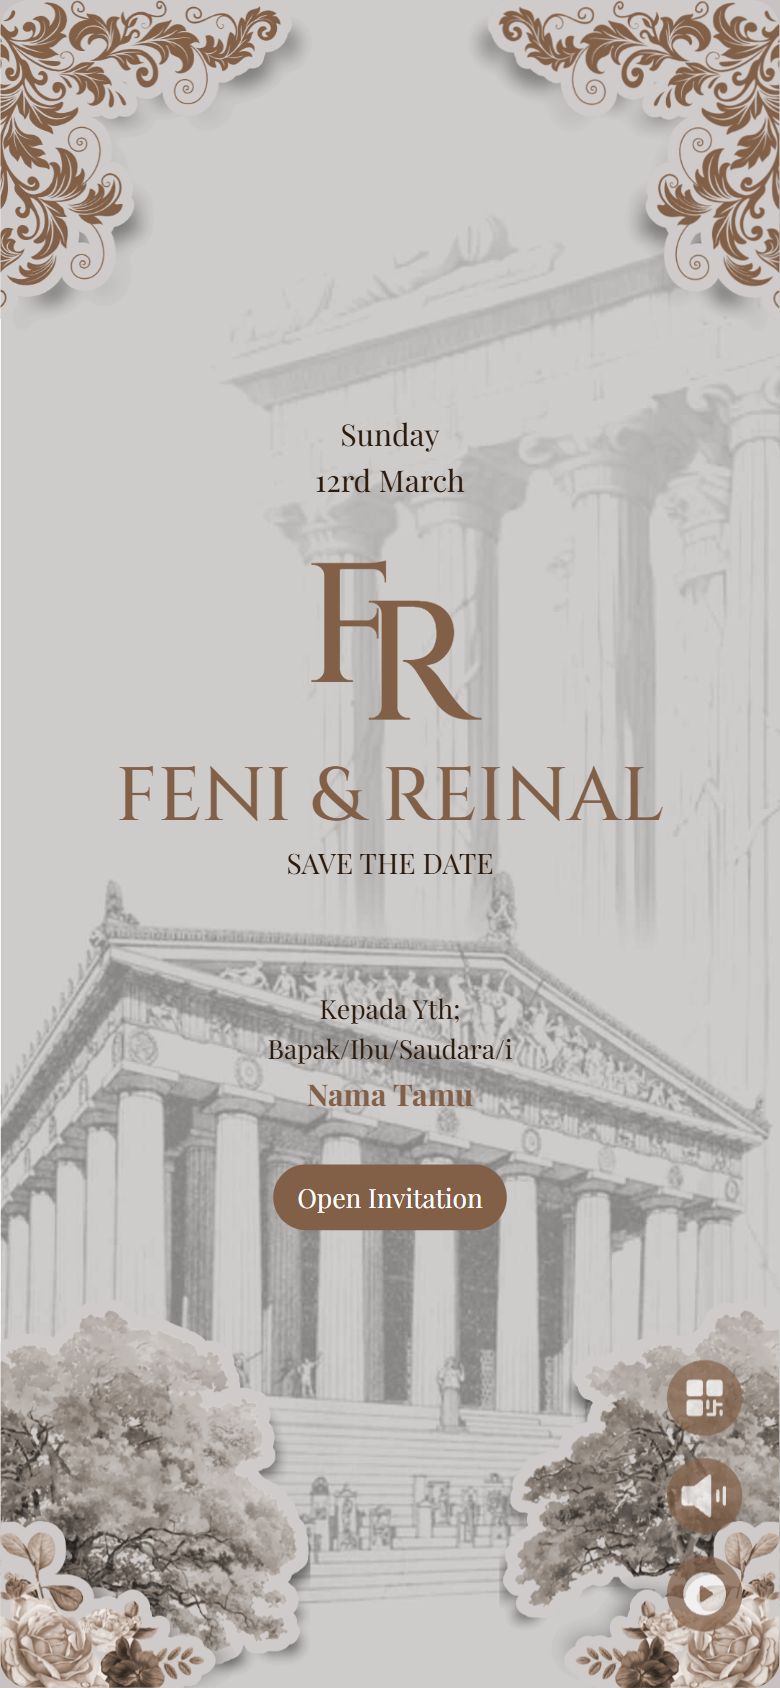 Sunday
12rd March
FR
FENI & REINAL
SAVE THE DATE
Kepada Yth;
Bapak/Ibu/Saudara/i
Nama Tamu
Open Invitation